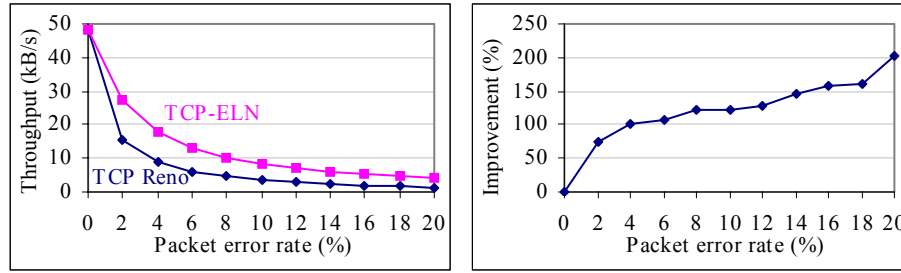 Throughput (kB/s)
50
40
30
20
10
0
TCP-ELN
TCP Reno
0 2 4 6 8 10 12 14 16 18 20
Packet error rate (%)
Improvement (%)
250
200
150
100
50
0
0 2 4 6 8 10 12 14 16 18 20
Packet error rate (%)